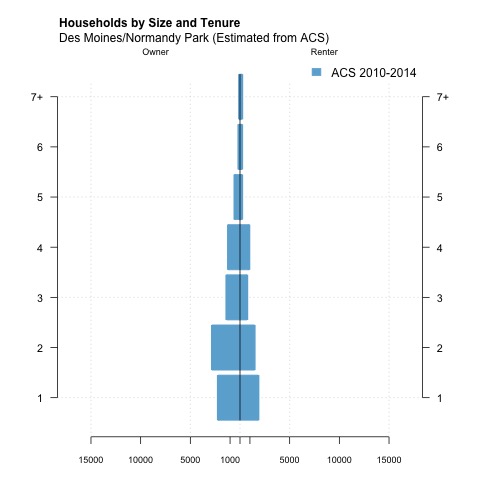 Households by Size and Tenure
Des Moines/Normandy Park (Estimated from ACS)
Owner Renter
ACS 2010-2014
7+ 7+
6 6
5 5
4 4
3 3
2 2
1 1
15000 10000 5000 1000 5000 10000 15000